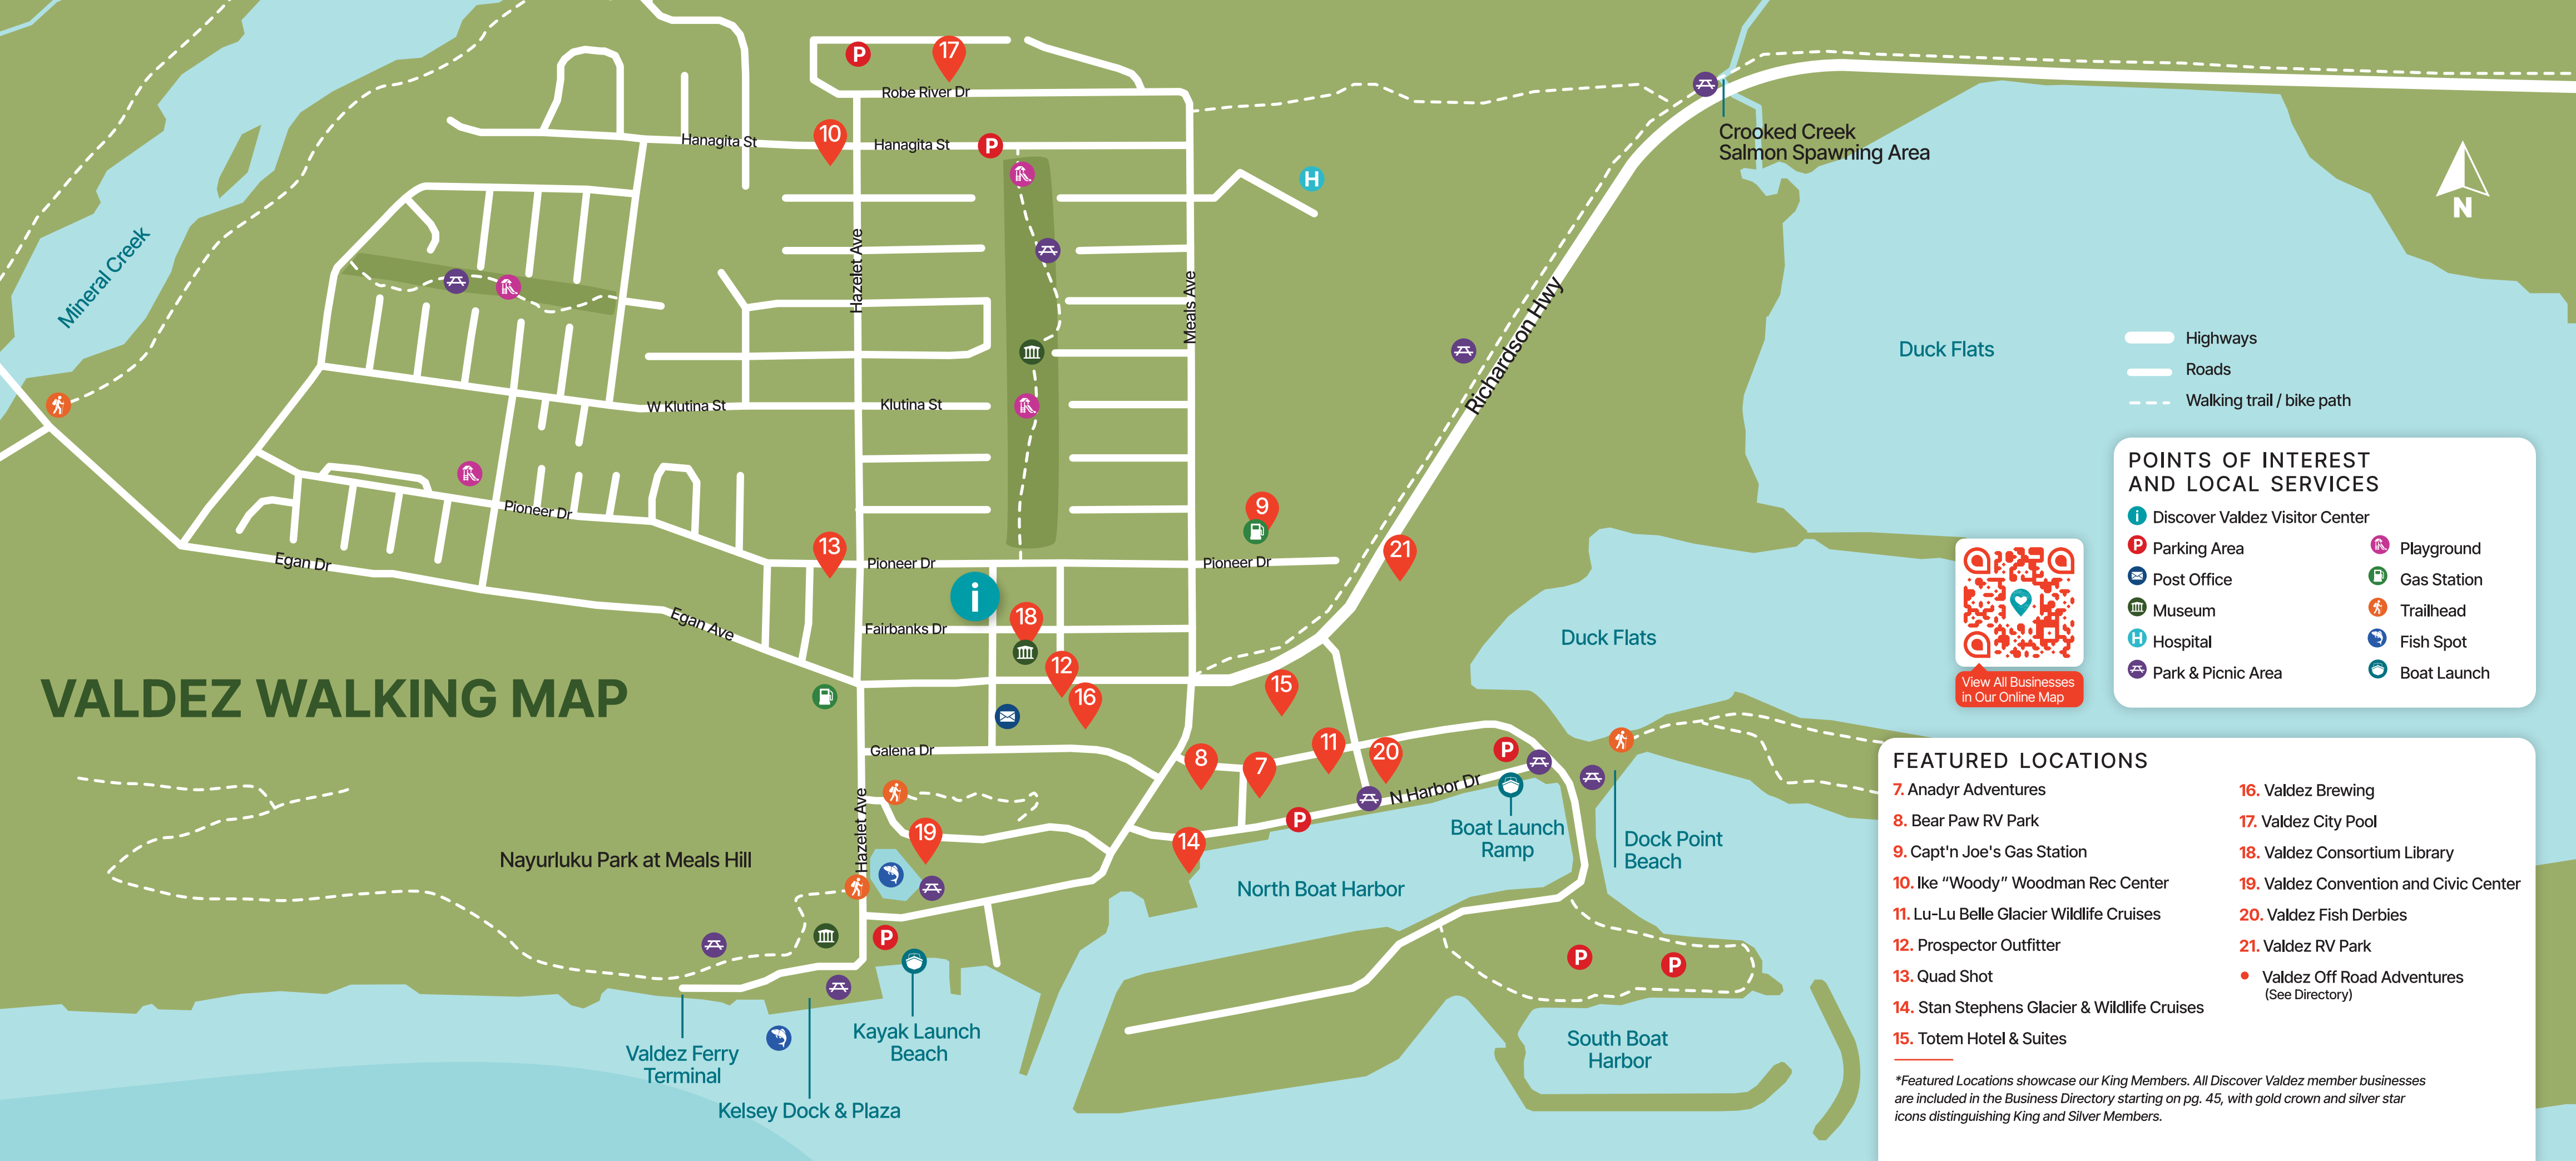 17
P
Robe River Dr
10
Hanagita St
Hanagita St
P
H
Crooked Creek
Salmon Spawning Area
N
Mineral Creek
Hazelet Ave
Meals Ave
Richardson Hwy
Duck Flats
Highways
Roads
Walking trail / bike path
W Klutina St
Klutina St
Pioneer Dr
9
13
Pioneer Dr
Pioneer Dr
21
Egan Dr
Egan Ave
i
18
Fairbanks Dr
12
16
15
Duck Flats
VALDEZ WALKING MAP
Galena Dr
8
7
11
20
P
N Harbor Dr
P
Hazelet Ave
19
14
Boat Launch
Ramp
Dock Point
Beach
Nayurluku Park at Meals Hill
North Boat Harbor
P
P
P
Valdez Ferry
Terminal
Kayak Launch
Beach
Kelsey Dock & Plaza
South Boat
Harbor
View All Businesses
in Our Online Map
POINTS OF INTEREST
AND LOCAL SERVICES
i Discover Valdez Visitor Center
P Parking Area
Post Office
Museum
H Hospital
Park & Picnic Area
Playground
Gas Station
Trailhead
Fish Spot
Boat Launch
FEATURED LOCATIONS
7. Anadyr Adventures
8. Bear Paw RV Park
9. Capt'n Joe's Gas Station
10. Ike “Woody” Woodman Rec Center
11. Lu-Lu Belle Glacier Wildlife Cruises
12. Prospector Outfitter
13. Quad Shot
14. Stan Stephens Glacier & Wildlife Cruises
15. Totem Hotel & Suites
16. Valdez Brewing
17. Valdez City Pool
18. Valdez Consortium Library
19. Valdez Convention and Civic Center
20. Valdez Fish Derbies
21. Valdez RV Park
• Valdez Off Road Adventures
(See Directory)
*Featured Locations showcase our King Members. All Discover Valdez member businesses
are included in the Business Directory starting on pg. 45, with gold crown and silver star
icons distinguishing King and Silver Members.